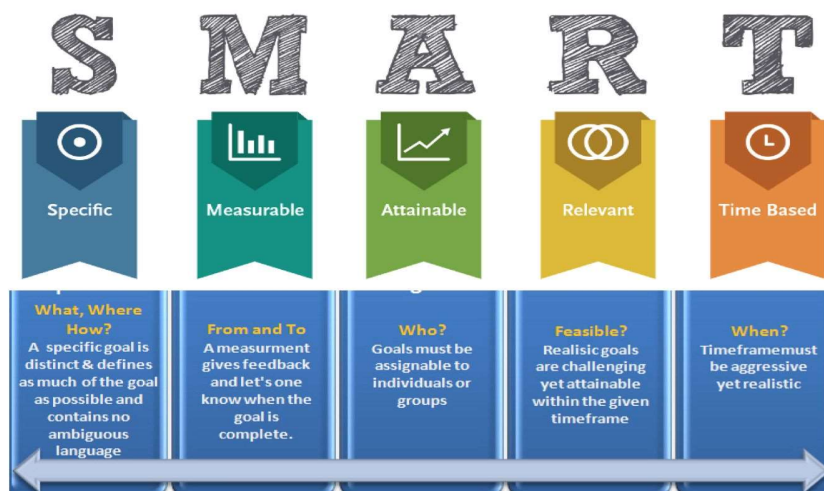 S M A R T
Specific
Measurable
Attainable
Relevant
Time Based
What, Where
How?
A specific goal is
distinct & defines
as much of the goal
as possible and
contains no
ambiguous
language
From and To
A measurment
gives feedback
and let's one
know when the
goal is
complete.
Who?
Goals must be
assignable to
individuals or
groups
Feasible?
Realisic goals
are challenging
yet attainable
within the given
timeframe
When?
Timeframemust
be aggressive
yet realistic